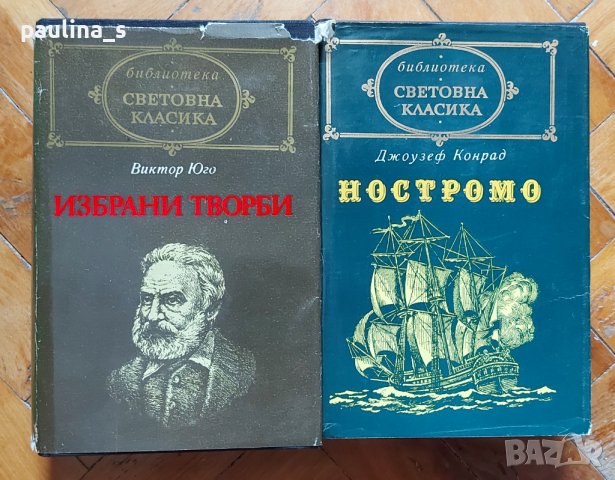 paulina_s
библиотека
СВЕТОВНА
КЛАСИКА
Виктор Юго
ИЗБРАНИ ТВОРБИ
библиотека
СВЕТОВНА
КЛАСИКА
Джоузеф Конрад
НОСТРОМО
BAZAR